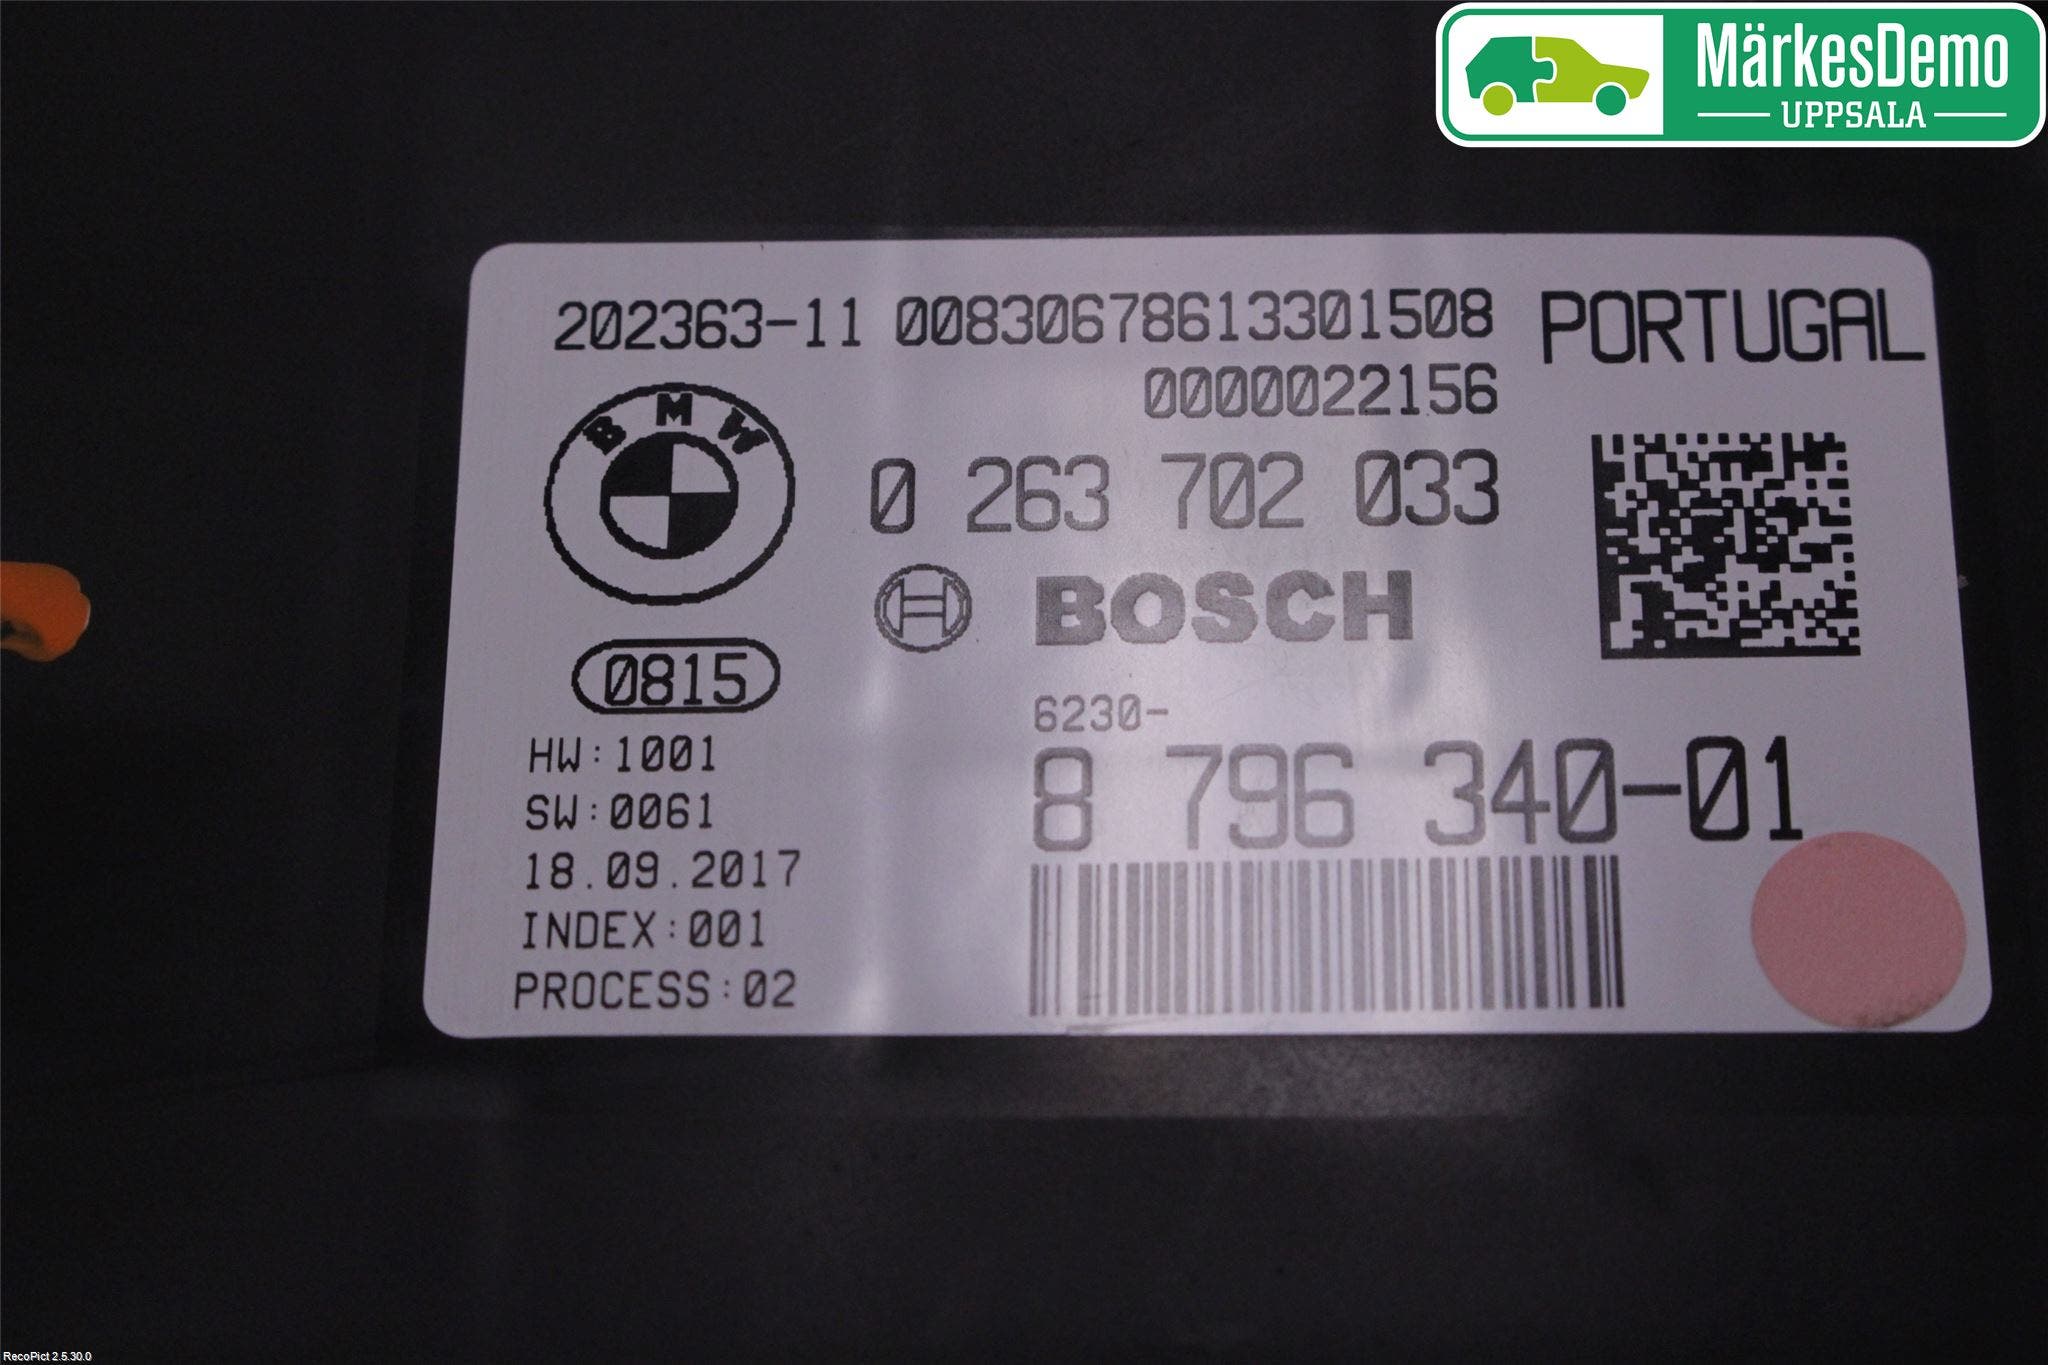 MärkesDemo
UPPSALA
202363-11 00830678613301508 PORTUGAL
0000022156
BMW
0 263 702 033
BOSCH
0815
6230-
8 796 340-01
HW:1001
SW:0061
18.09.2017
INDEX:001
PROCESS:02
RecoPict 2.5.30.0